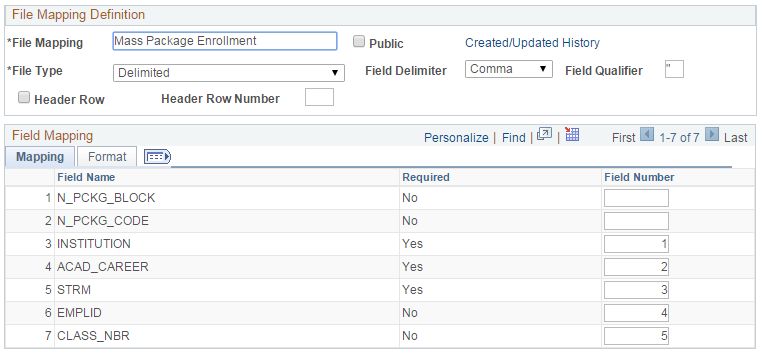 File Mapping Definition
*File Mapping Mass Package Enrollment Public Created/Updated History
*File Type Delimited Field Delimiter Comma Field Qualifier "
Header Row Header Row Number
Field Mapping Personalize | Find | | First 1-7 of 7 Last
Mapping Format
Field Name Required Field Number
1 N_PCKG_BLOCK No
2 N_PCKG_CODE No
3 INSTITUTION Yes 1
4 ACAD_CAREER Yes 2
5 STRM Yes 3
6 EMPLID No 4
7 CLASS_NBR No 5